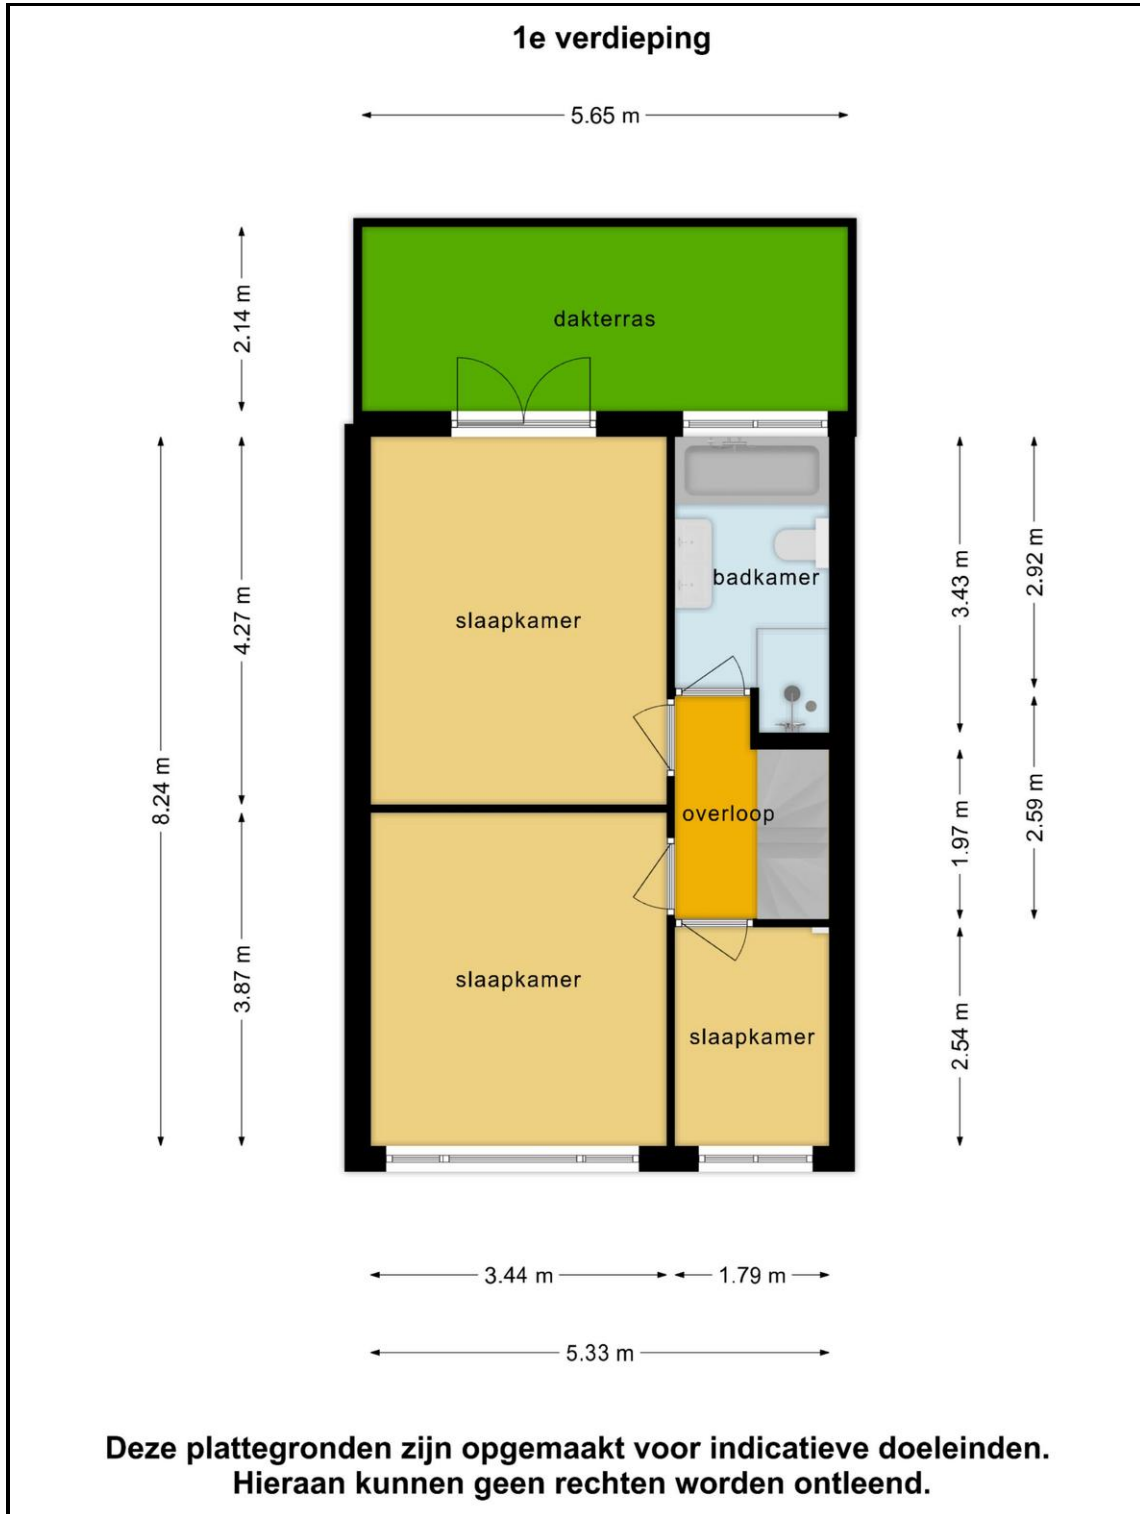 1e verdieping
5.65 m
2.14 m
dakterras
8.24 m
4.27 m
slaapkamer
badkamer
3.43 m
2.92 m
overloop
1.97 m
2.59 m
3.87 m
slaapkamer
slaapkamer
2.54 m
3.44 m
1.79 m
5.33 m
Deze plattegronden zijn opgemaakt voor indicatieve doeleinden.
Hieraan kunnen geen rechten worden ontleend.